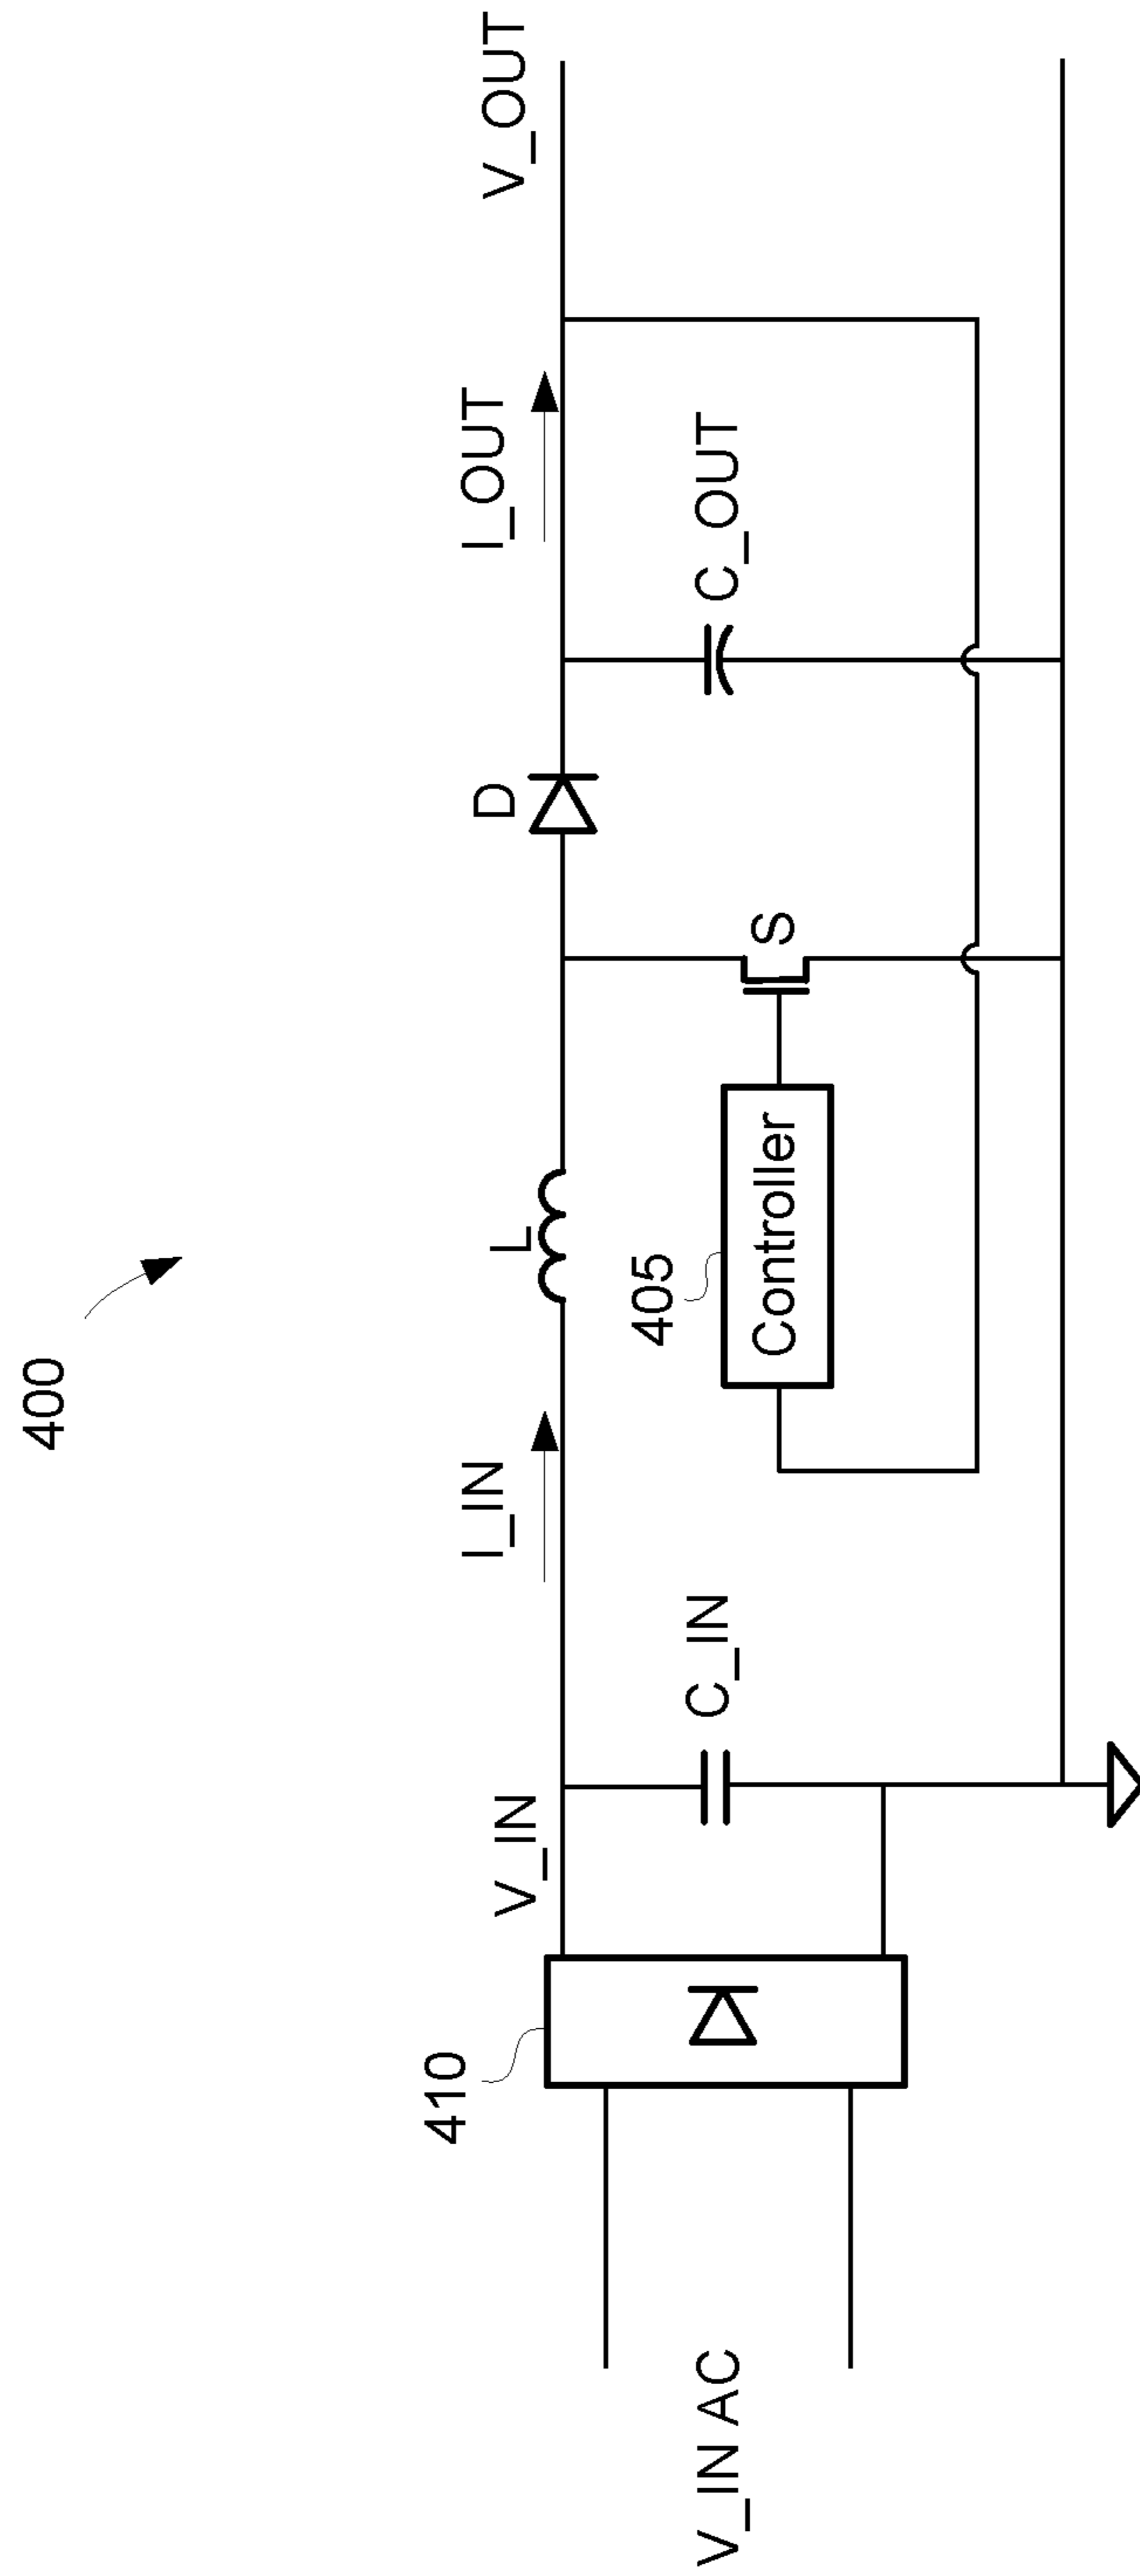 400
410
V_IN AC
V_IN
C_IN
I_IN
L
405
Controller
S
D
C_OUT
I_OUT
V_OUT